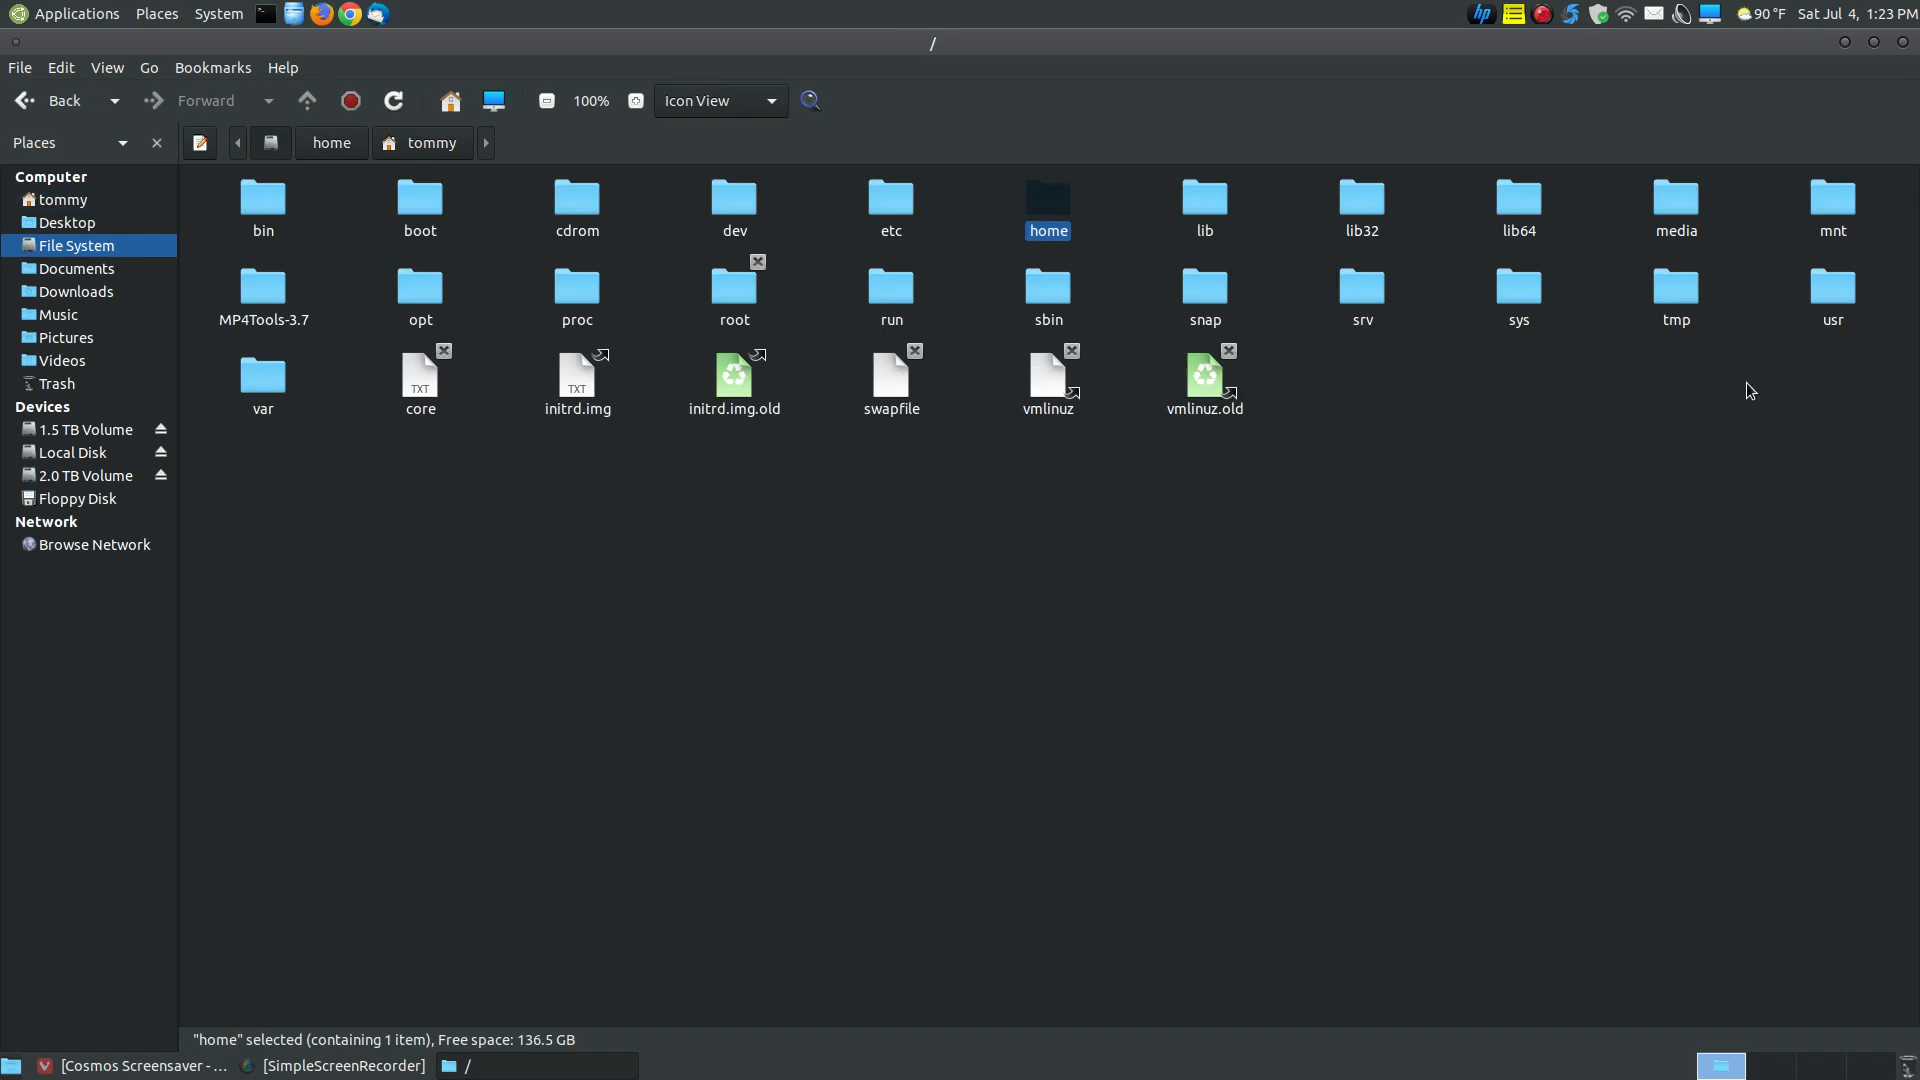 Applications Places System hp 90 °F Sat Jul 4, 1:23 PM
/
File Edit View Go Bookmarks Help
Back Forward 100% Icon View
Places home tommy
Computer
tommy
Desktop
File System
Documents
Downloads
Music
Pictures
Videos
Trash
Devices
1.5 TB Volume
Local Disk
2.0 TB Volume
Floppy Disk
Network
Browse Network
bin boot cdrom dev etc home lib lib32 lib64 media mnt
MP4Tools-3.7 opt proc root run sbin snap srv sys tmp usr
TXT TXT
var core initrd.img initrd.img.old swapfile vmlinuz vmlinuz.old
"home" selected (containing 1 item), Free space: 136.5 GB
[Cosmos Screensaver - ... [SimpleScreenRecorder] /